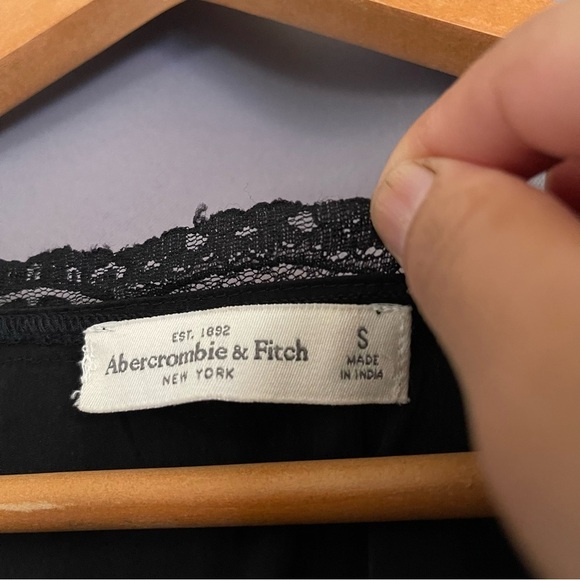 EST. 1892
Abercrombie & Fitch
NEW YORK
S
MADE
IN INDIA